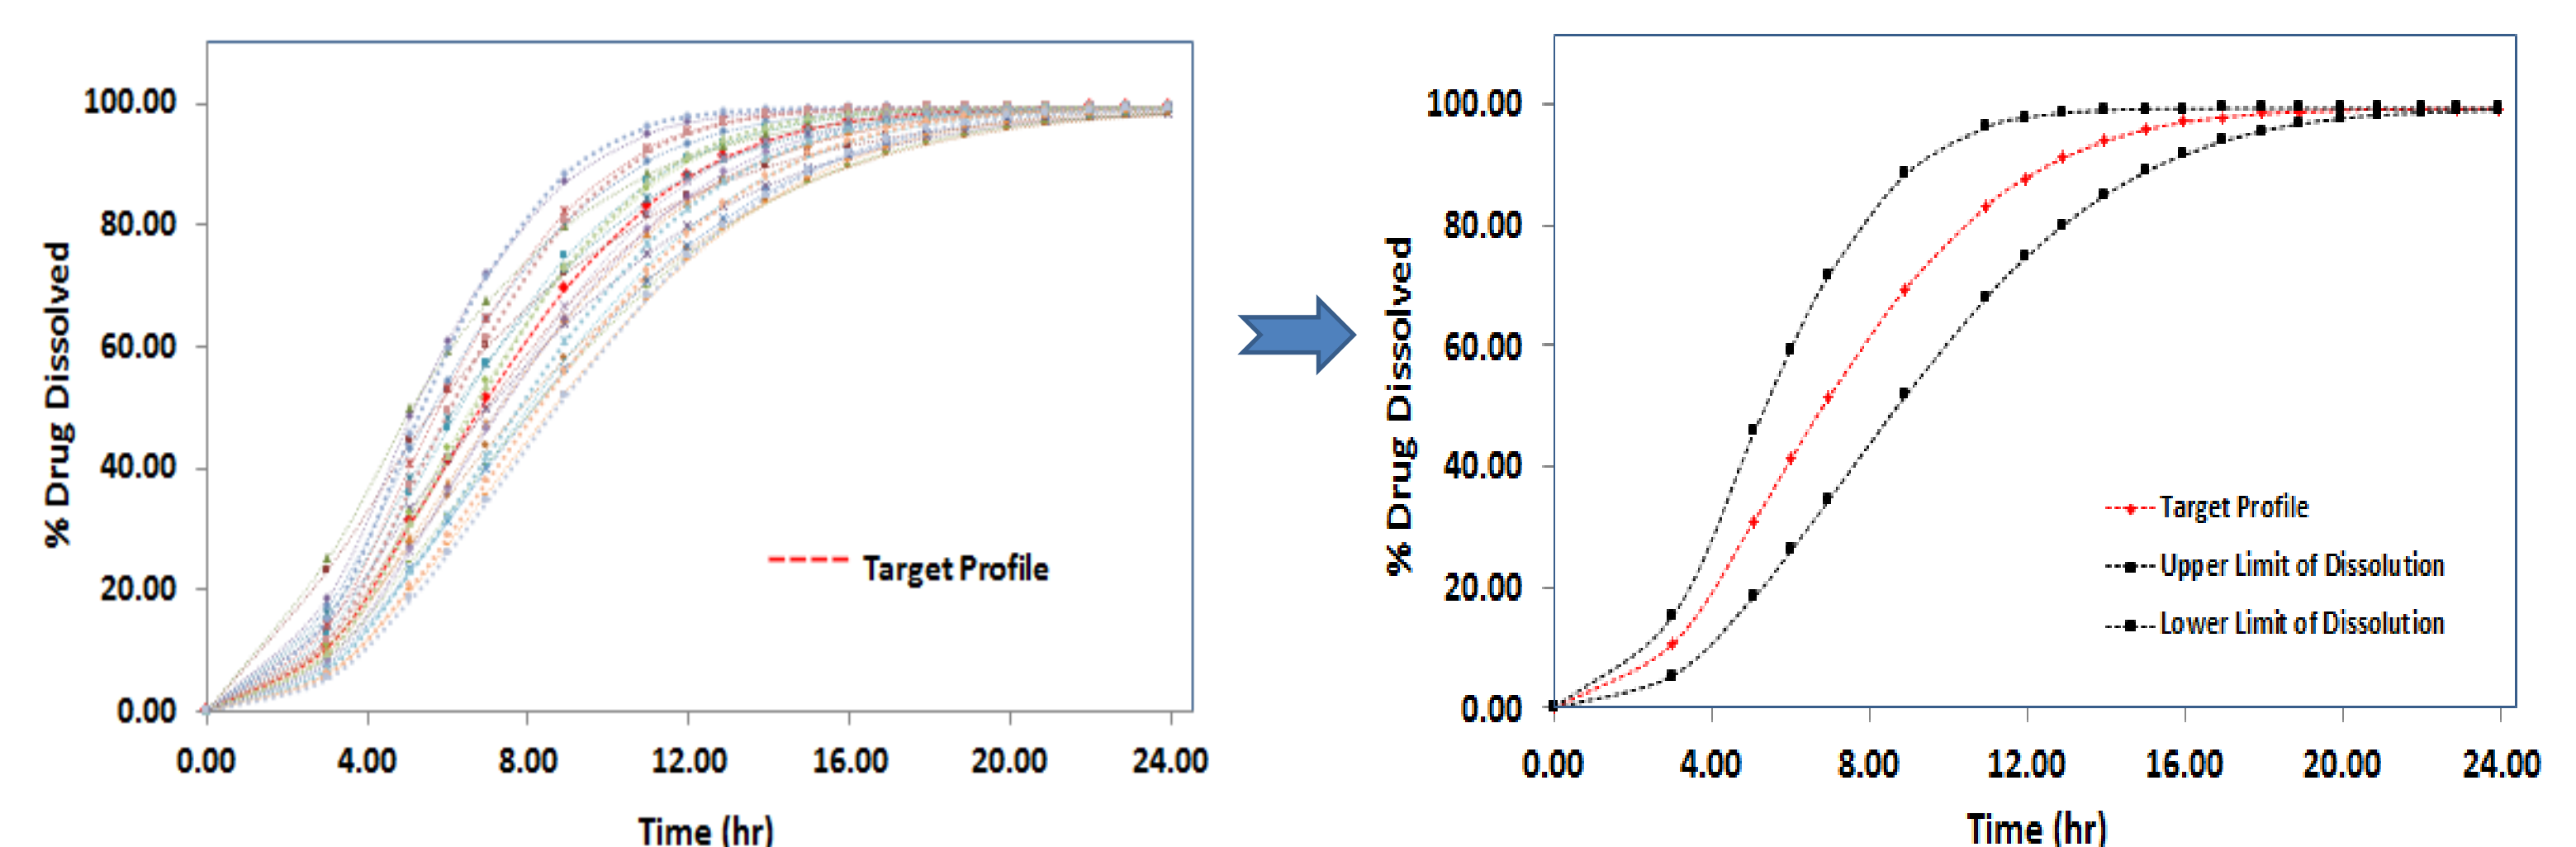 % Drug Dissolved
100.00
80.00
60.00
40.00
20.00
0.00
Target Profile
0.00 4.00 8.00 12.00 16.00 20.00 24.00
Time (hr)
% Drug Dissolved
100.00
80.00
60.00
40.00
20.00
0.00
Target Profile
Upper Limit of Dissolution
Lower Limit of Dissolution
0.00 4.00 8.00 12.00 16.00 20.00 24.00
Time (hr)